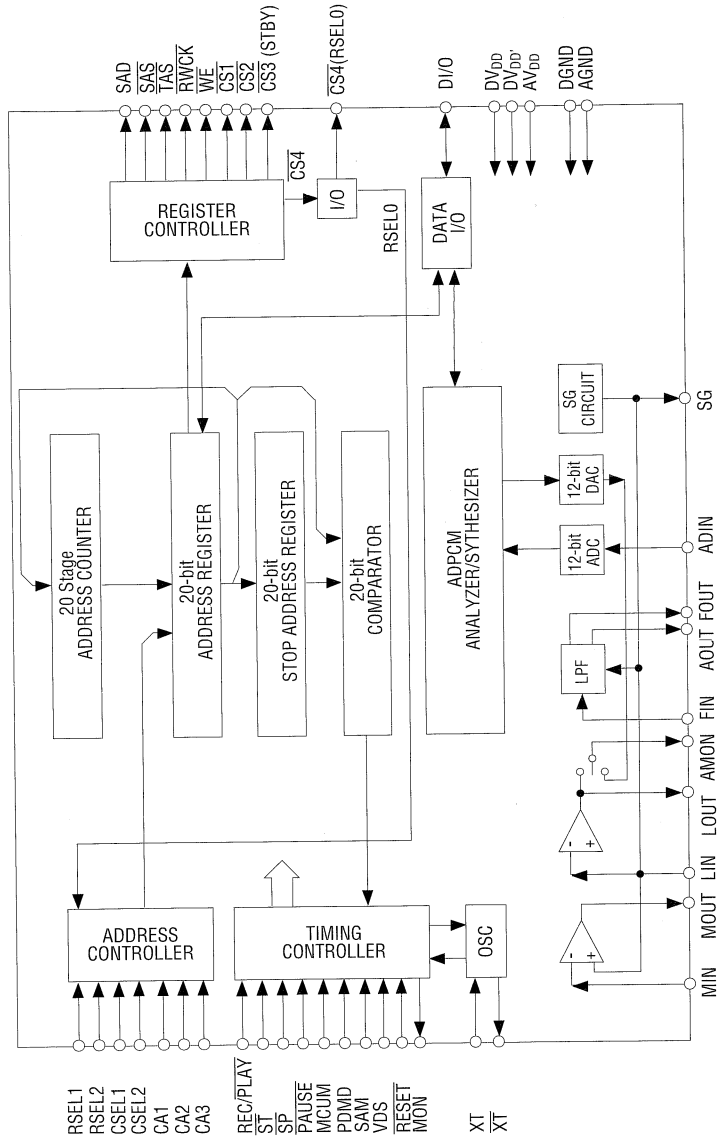 RSEL1
RSEL2
CSEL1
CSEL2
CA1
CA2
CA3
REC/PLAY
ST
SP
PAUSE
MCUM
PDMD
SAM
VDS
RESET
MON
XT
XT
ADDRESS
CONTROLLER
TIMING
CONTROLLER
OSC
20 Stage
ADDRESS COUNTER
20-bit
ADDRESS REGISTER
20-bit
STOP ADDRESS REGISTER
20-bit
COMPARATOR
ADPCM
ANALYZER/SYTHESIZER
REGISTER
CONTROLLER
CS4
I/O
RSEL0
DATA
I/O
SAD
SAS
TAS
RWCK
WE
CS1
CS2
CS3 (STBY)
CS4(RSEL0)
DI/O
DVDD
DVDD'
AVDD
DGND
AGND
LPF
12-bit
ADC
12-bit
DAC
SG
CIRCUIT
-
+
-
+
MIN
MOUT
LIN
LOUT
AMON
FIN
AOUT
FOUT
ADIN
SG